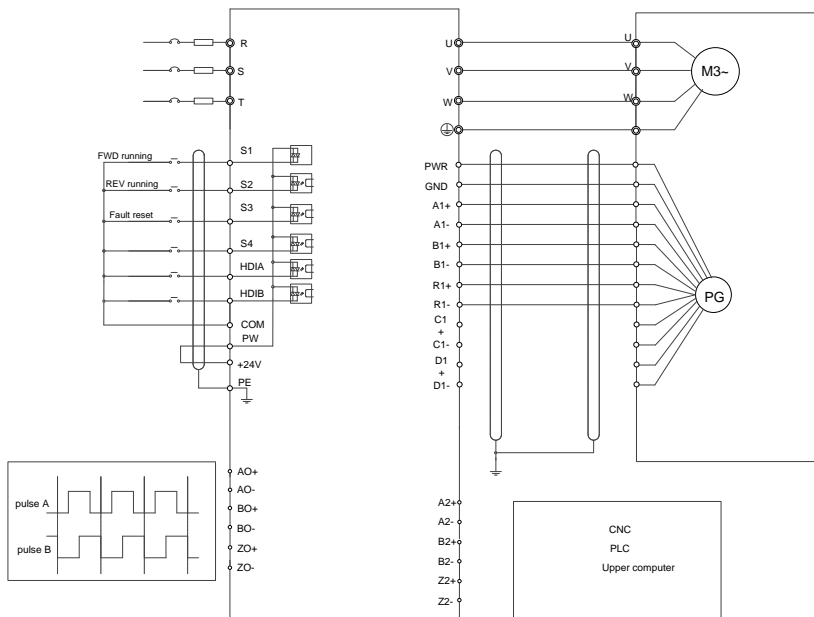 R
S
T
FWD running
S1
REV running
S2
Fault reset
S3
S4
HDIA
HDIB
COM
PW
+24V
PE
pulse A
pulse B
AO+
AO-
BO+
BO-
ZO+
ZO-
U
V
W
U
V
W
M3~
PWR
GND
A1+
A1-
B1+
B1-
R1+
R1-
C1
+
C1-
D1
+
D1-
PG
A2+
A2-
B2+
B2-
Z2+
Z2-
CNC
PLC
Upper computer